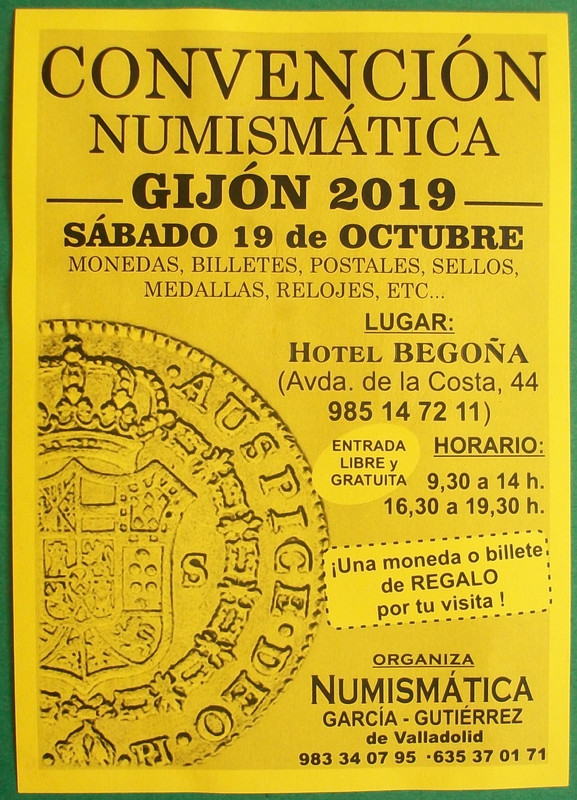 CONVENCIÓN
NUMISMÁTICA
GIJÓN 2019
SÁBADO 19 de OCTUBRE
MONEDAS, BILLETES, POSTALES, SELLOS,
MEDALLAS, RELOJES, ETC...
LUGAR:
HOTEL BEGOÑA
(Avda. de la Costa, 44
985 14 72 11)
ENTRADA
LIBRE y
GRATUITA
HORARIO:
9,30 a 14 h.
16,30 a 19,30 h.
¡Una moneda o billete
de REGALO
por tu visita !
ORGANIZA
NUMISMÁTICA
GARCÍA - GUTIÉRREZ
de Valladolid
983 34 07 95 · 635 37 01 71
·AUSPICE·DEO·
S
PJ·